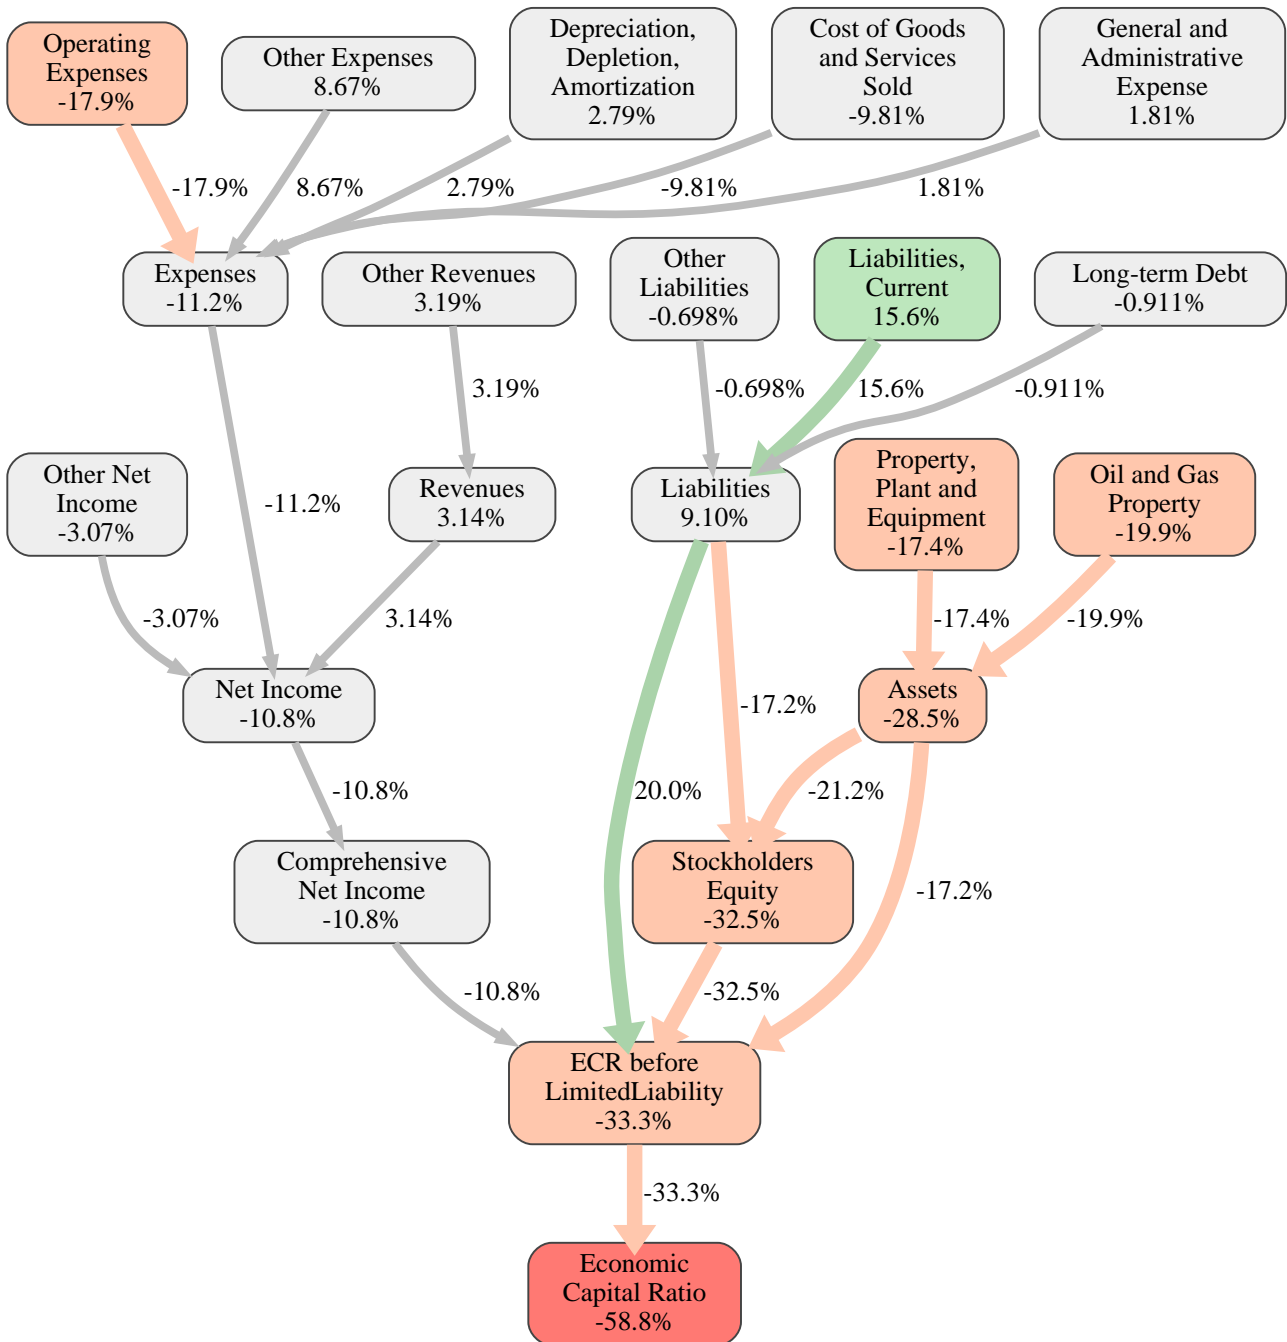 Operating
Expenses
-17.9%
Other Expenses
8.67%
Depreciation,
Depletion,
Amortization
2.79%
Cost of Goods
and Services
Sold
-9.81%
General and
Administrative
Expense
1.81%
-17.9%
8.67%
2.79%
-9.81%
1.81%
Expenses
-11.2%
Other Revenues
3.19%
Other
Liabilities
-0.698%
Liabilities,
Current
15.6%
Long-term Debt
-0.911%
3.19%
-0.698%
15.6%
-0.911%
Other Net
Income
-3.07%
-11.2%
Revenues
3.14%
Liabilities
9.10%
Property,
Plant and
Equipment
-17.4%
Oil and Gas
Property
-19.9%
-3.07%
3.14%
-17.4%
-19.9%
Net Income
-10.8%
-17.2%
Assets
-28.5%
-10.8%
20.0%
-21.2%
Comprehensive
Net Income
-10.8%
Stockholders
Equity
-32.5%
-17.2%
-10.8%
-32.5%
ECR before
LimitedLiability
-33.3%
-33.3%
Economic
Capital Ratio
-58.8%